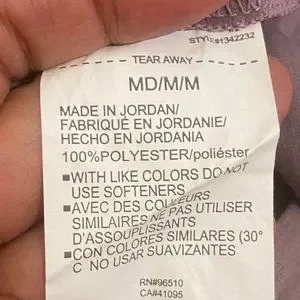 STYLE#1342232
TEAR AWAY
MD/M/M
MADE IN JORDAN/
FABRIQUÉ EN JORDANIE/
HECHO EN JORDANIA
100%POLYESTER/poliéster
■WITH LIKE COLORS DO NOT
USE SOFTENERS
■AVEC DES COULEURS
SIMILAIRES NE PAS UTILISER
D'ASSOUPLISSANTS
■CON COLORES SIMILARES (30°
C NO USAR SUAVIZANTES
RN#96510
CA#41095